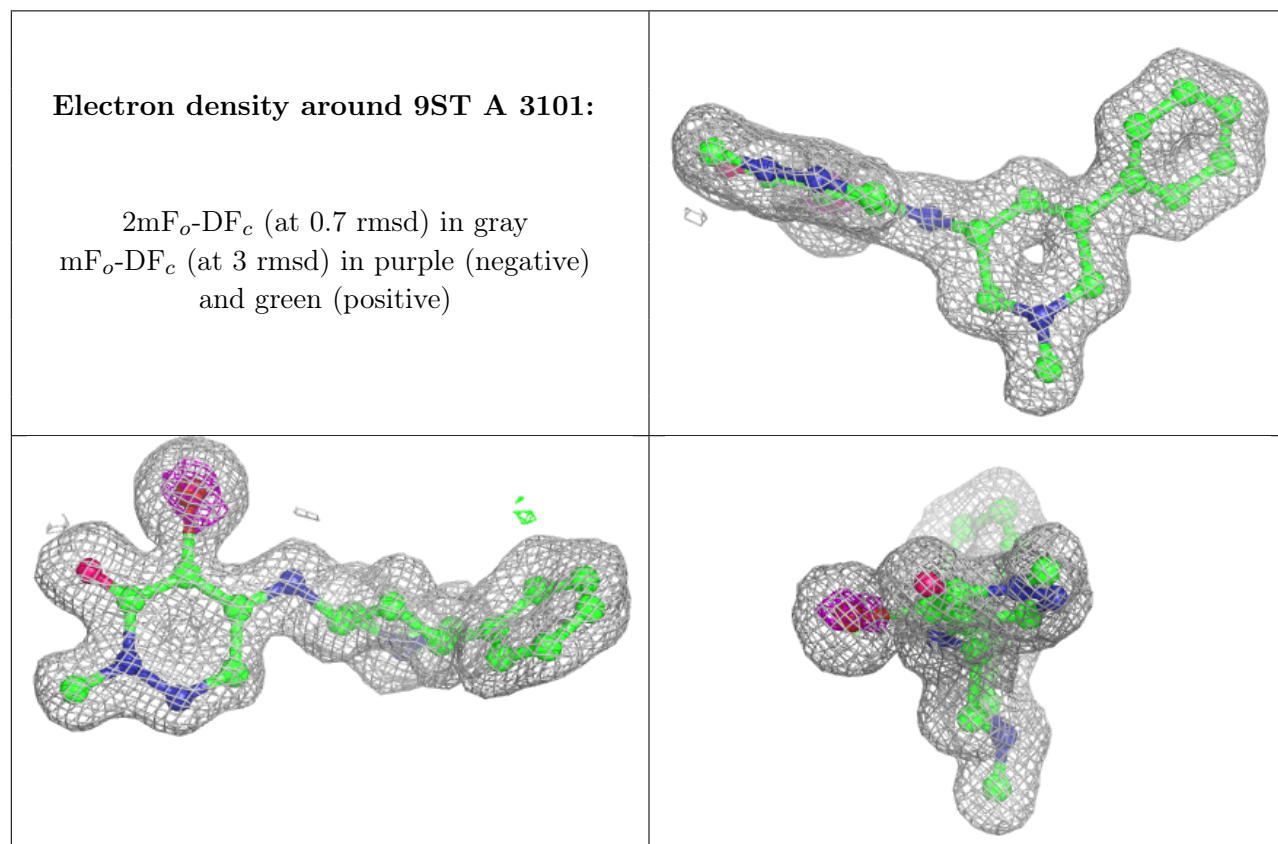 Electron density around 9ST A 3101:
2mFo-DFc (at 0.7 rmsd) in gray
mFo-DFc (at 3 rmsd) in purple (negative)
and green (positive)